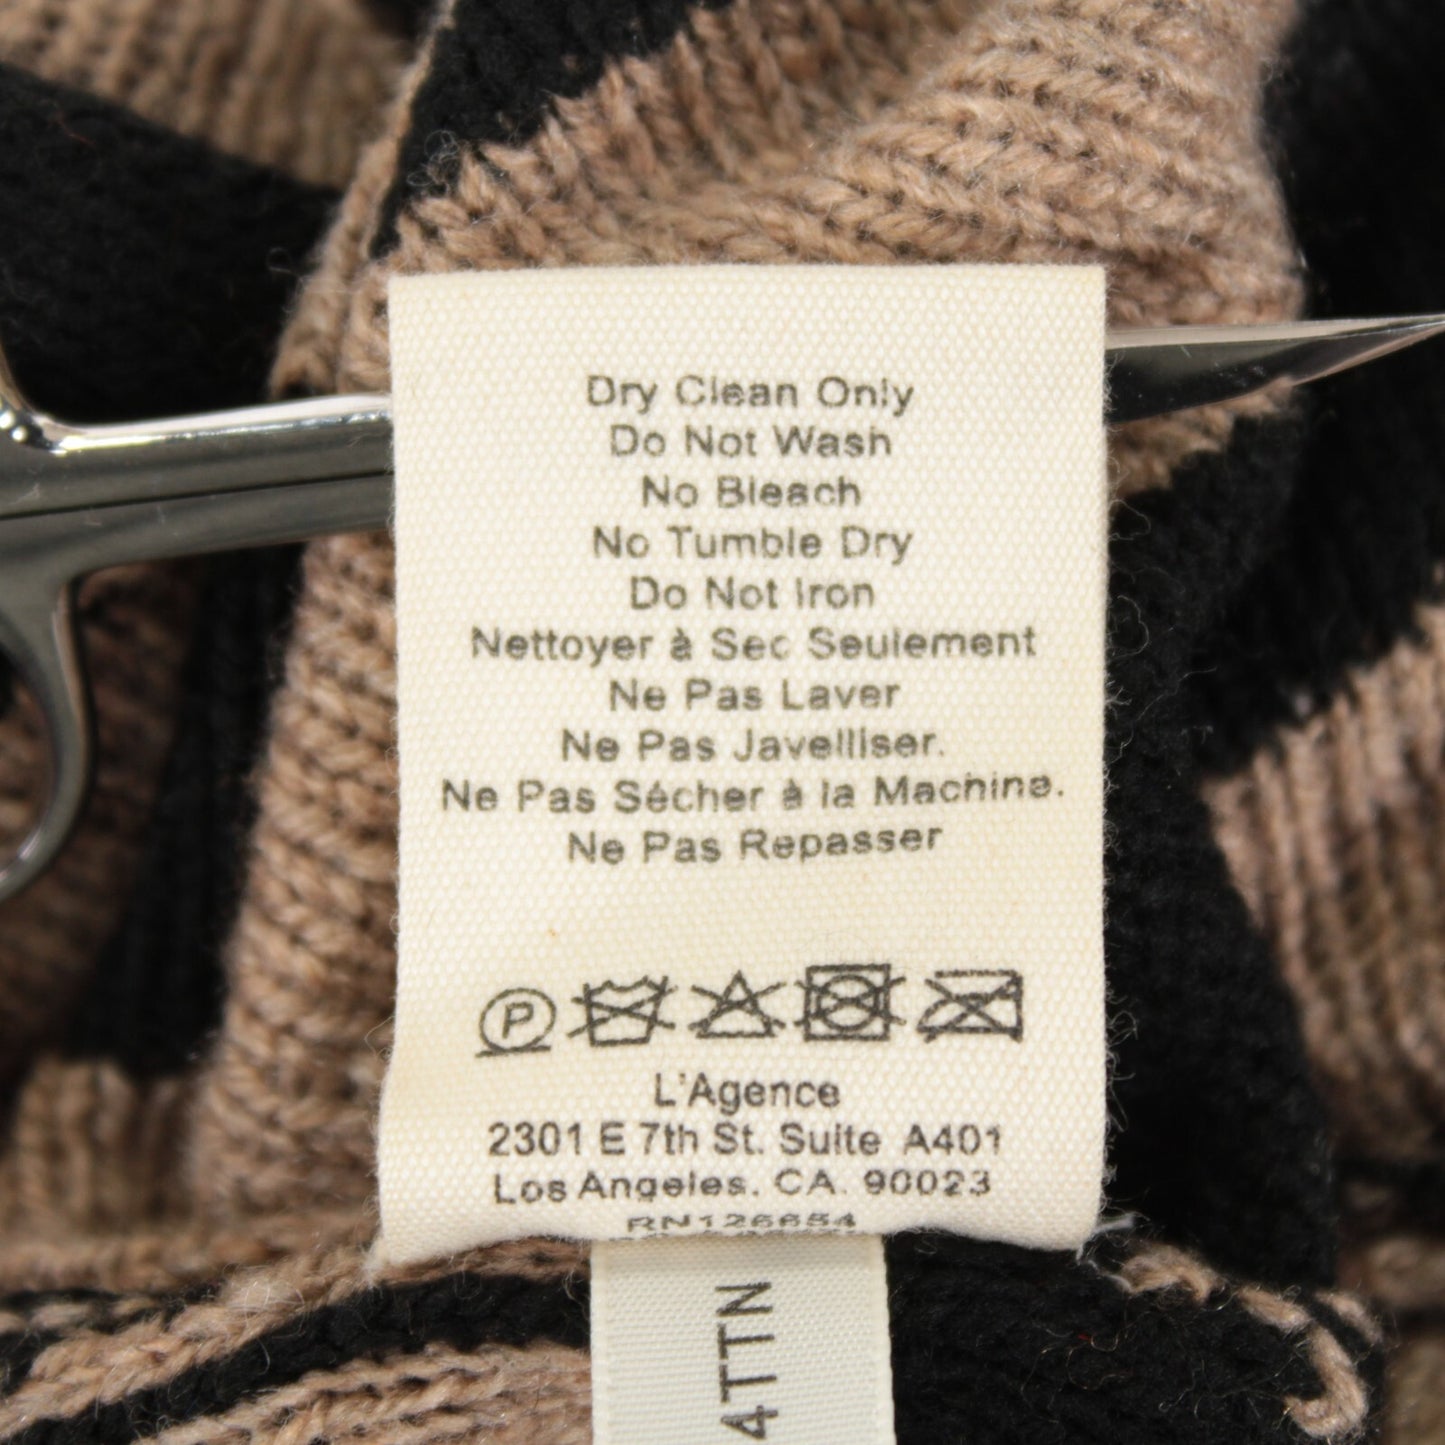 Dry Clean Only
Do Not Wash
No Bleach
No Tumble Dry
Do Not Iron
Nettoyer à Sec Seulement
Ne Pas Laver
Ne Pas Javelliser.
Ne Pas Sécher à la Machine.
Ne Pas Repasser
P
L'Agence
2301 E 7th St. Suite A401
Los Angeles, CA. 90023
RN126654
4TTN